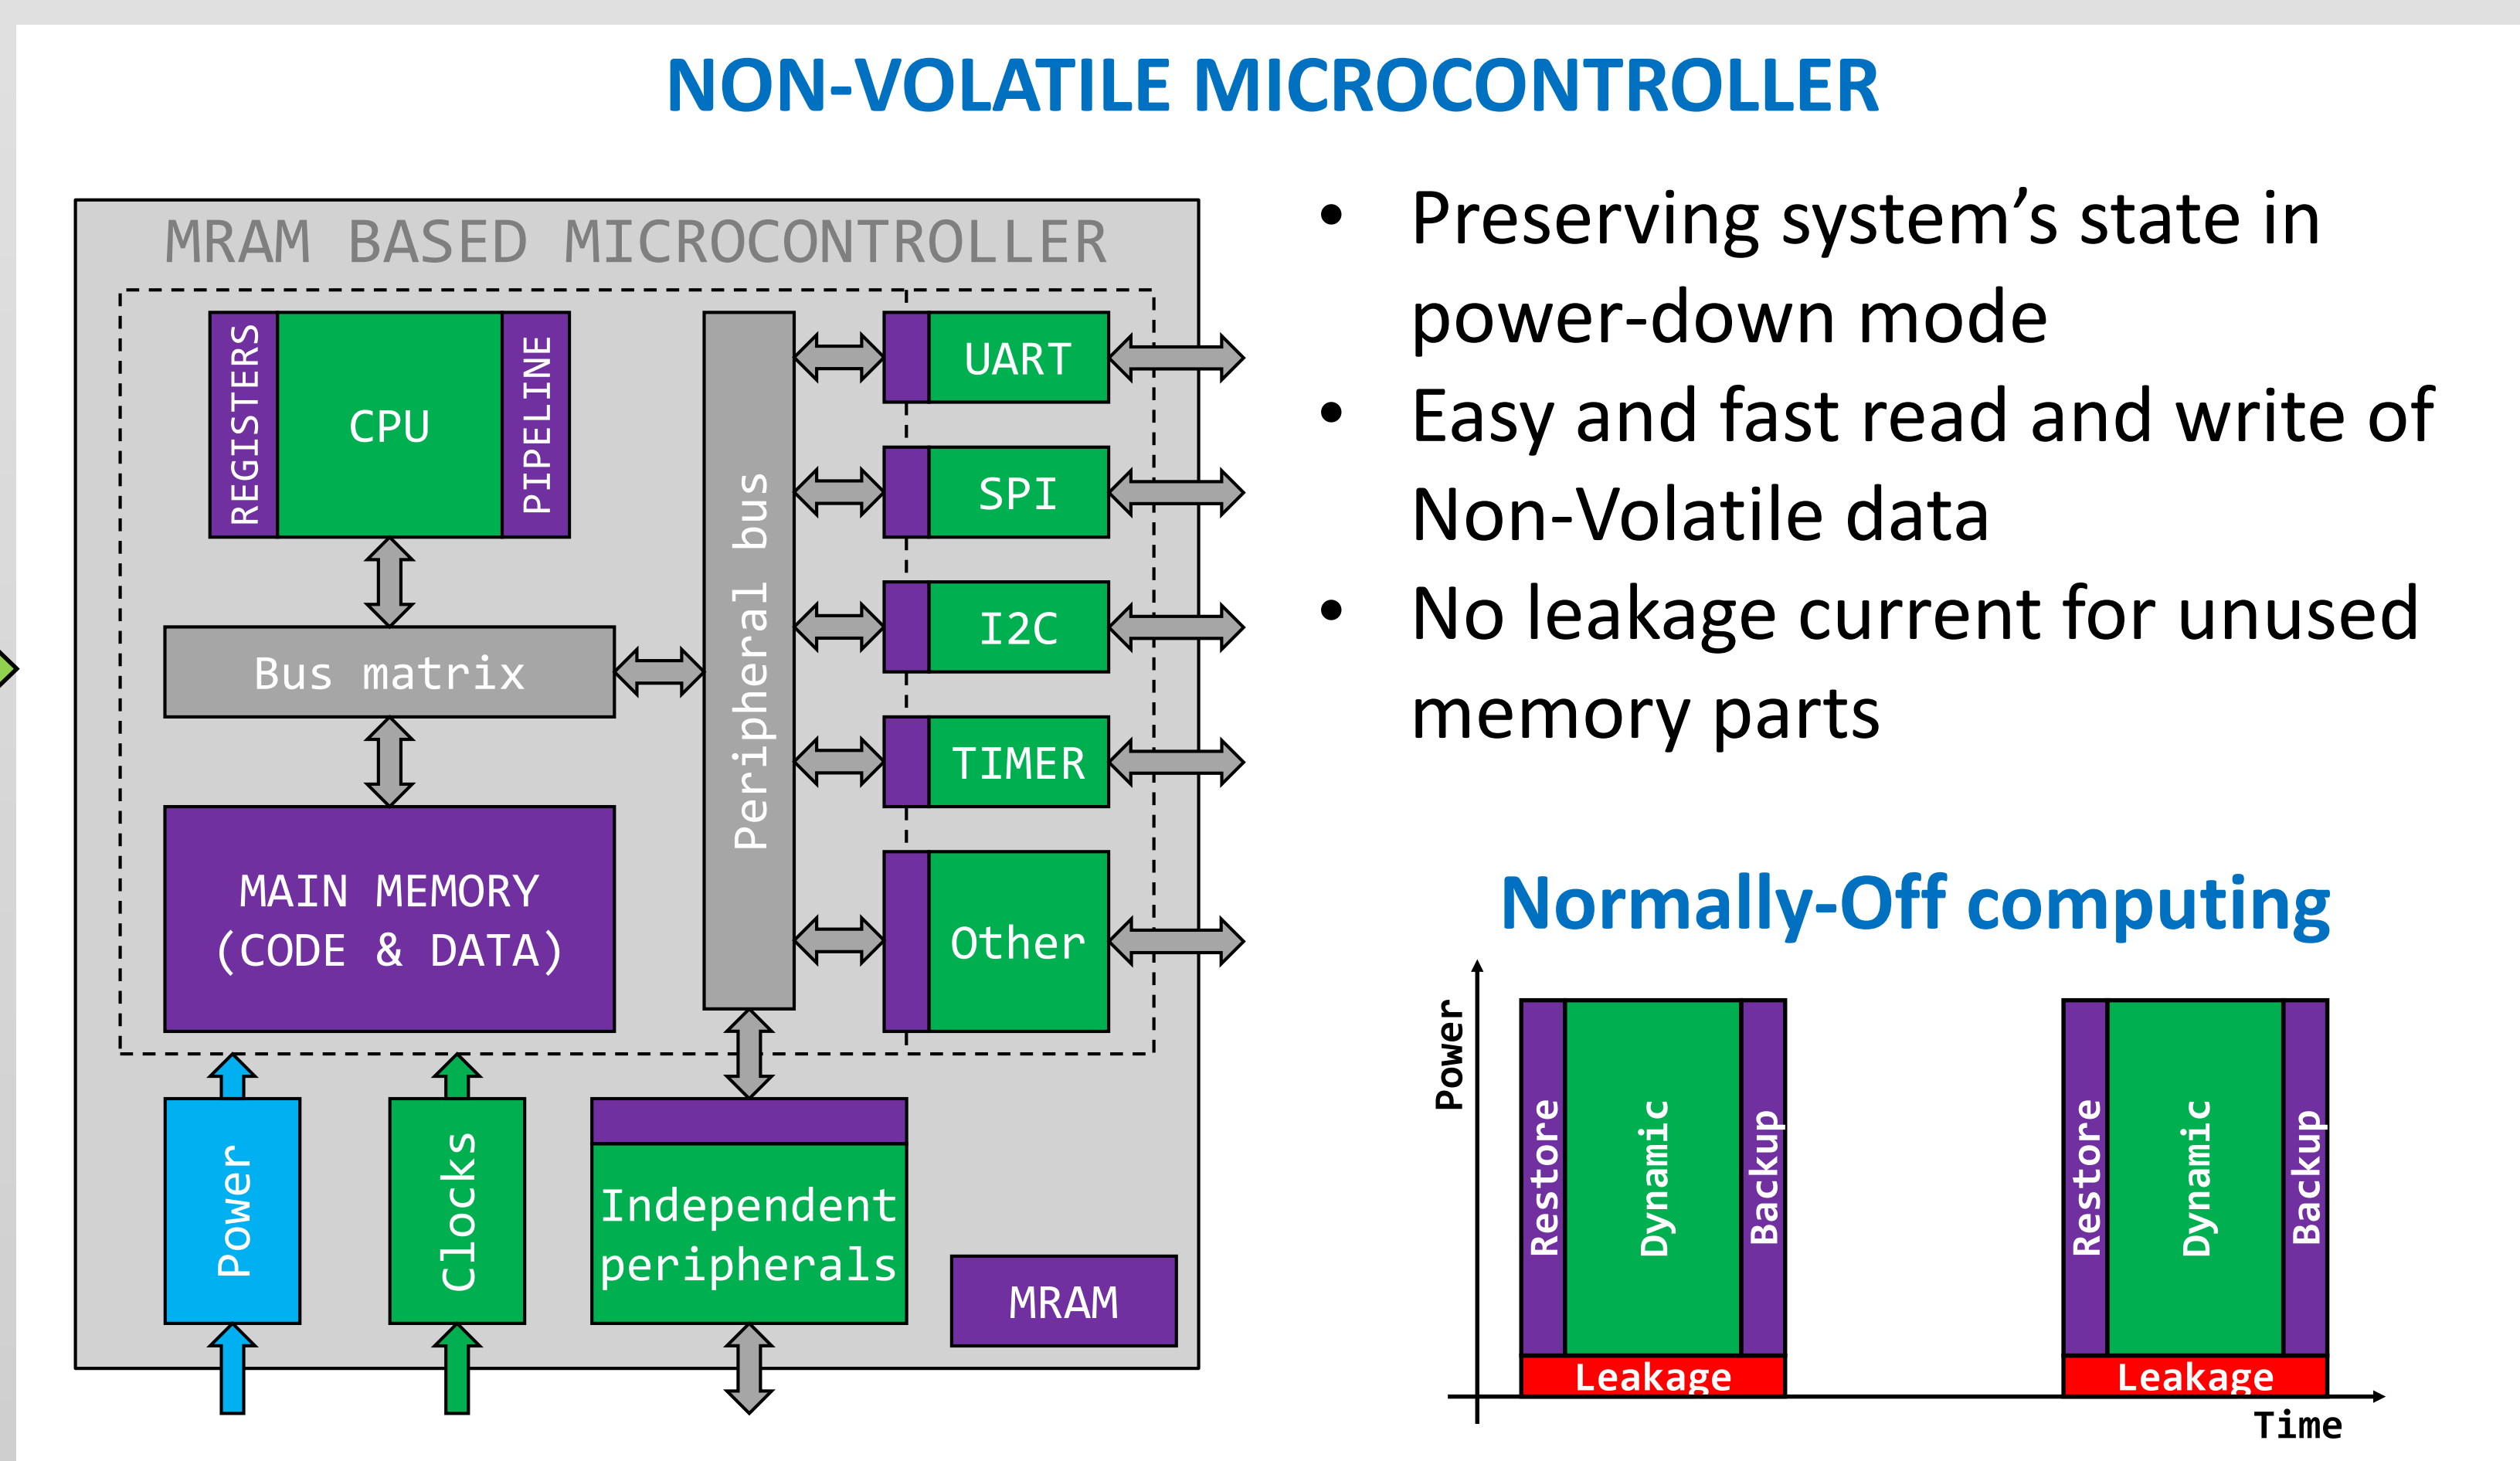 NON-VOLATILE MICROCONTROLLER
MRAM BASED MICROCONTROLLER
REGISTERS
CPU
PIPELINE
Bus matrix
MAIN MEMORY
(CODE & DATA)
Peripheral bus
UART
SPI
I2C
TIMER
Other
Power
Clocks
Independent
peripherals
MRAM
• Preserving system’s state in
power-down mode
• Easy and fast read and write of
Non-Volatile data
• No leakage current for unused
memory parts
Normally-Off computing
Power
Restore
Dynamic
Backup
Leakage
Restore
Dynamic
Backup
Leakage
Time